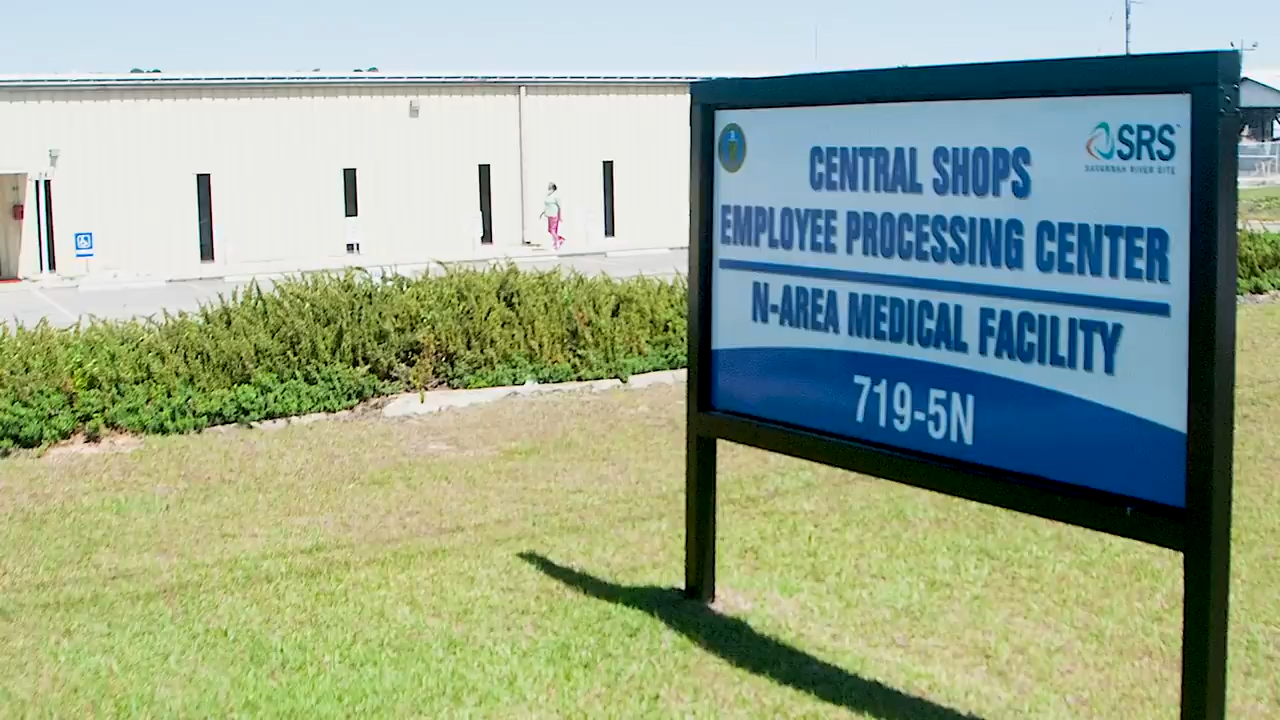 SRS
SAVANNAH RIVER SITE
CENTRAL SHOPS
EMPLOYEE PROCESSING CENTER
N-AREA MEDICAL FACILITY
719-5N